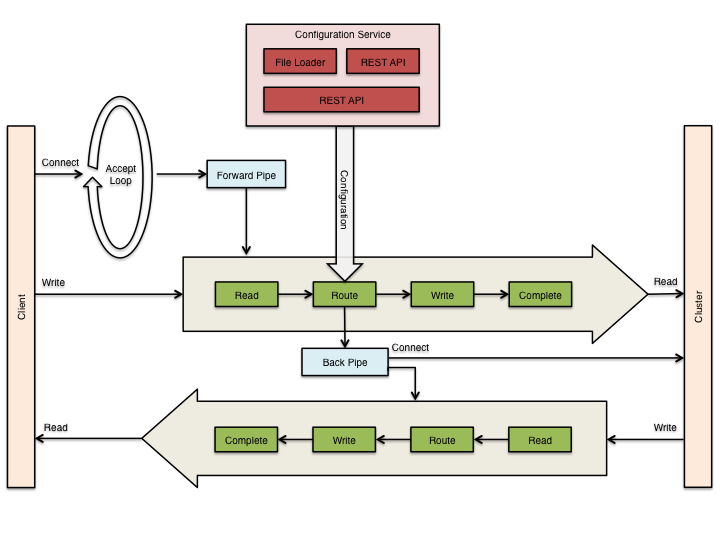 Configuration Service
File Loader
REST API
REST API
Connect
Accept
Loop
Forward Pipe
Configuration
Client
Cluster
Write
Read
Route
Write
Complete
Read
Back Pipe
Connect
Read
Complete
Write
Route
Read
Write